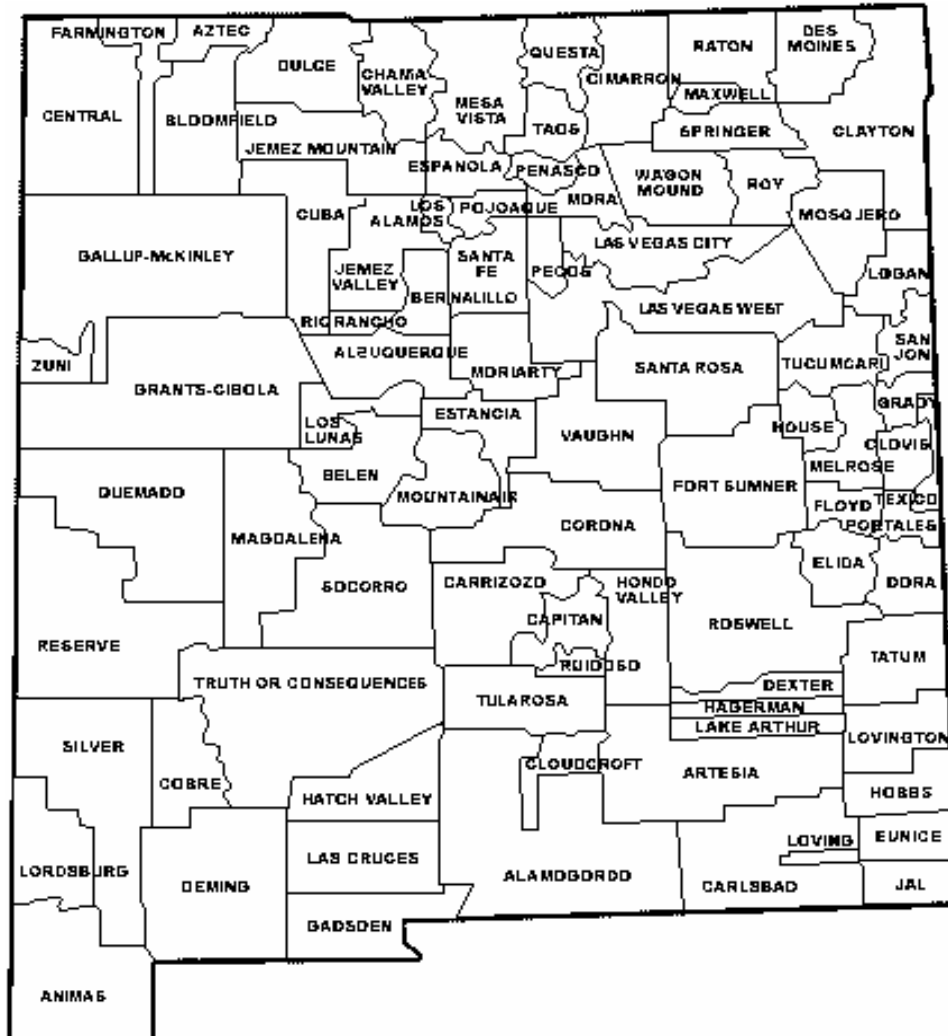 FARMINGTON
AZTEC
DULCE
CHAMA
VALLEY
QUESTA
CIMARRON
RATON
DES
MOINES
CENTRAL
BLOOMFIELD
MESA
VISTA
TAOS
MAXWELL
SPRINGER
CLAYTON
JEMEZ MOUNTAIN
ESPANOLA
PENASCO
WAGON
MOUND
ROY
MORA
CUBA
LOS
ALAMOS
POJOAQUE
MOSQUERO
GALLUP-McKINLEY
JEMEZ
VALLEY
SANTA
FE
PECOS
LAS VEGAS CITY
LOGAN
BERNALILLO
LAS VEGAS WEST
RIO RANCHO
SAN
JON
ZUNI
ALBUQUERQUE
MORIARTY
SANTA ROSA
TUCUMCARI
GRANTS-CIBOLA
GRADY
LOS
LUNAS
ESTANCIA
VAUGHN
HOUSE
CLOVIS
BELEN
MELROSE
QUEMADO
MOUNTAINAIR
FORT SUMNER
FLOYD
TEXICO
MAGDALENA
CORONA
PORTALES
SOCORRO
CARRIZOZO
HONDO
VALLEY
ELIDA
DORA
CAPITAN
ROSWELL
RESERVE
RUIDOSO
TATUM
TRUTH OR CONSEQUENCES
TULAROSA
DEXTER
HAGERMAN
LAKE ARTHUR
SILVER
LOVINGTON
COBRE
CLOUDCROFT
ARTESIA
HATCH VALLEY
HOBBS
LORDSBURG
LAS CRUCES
LOVING
EUNICE
DEMING
ALAMOGORDO
CARLSBAD
JAL
GADSDEN
ANIMAS